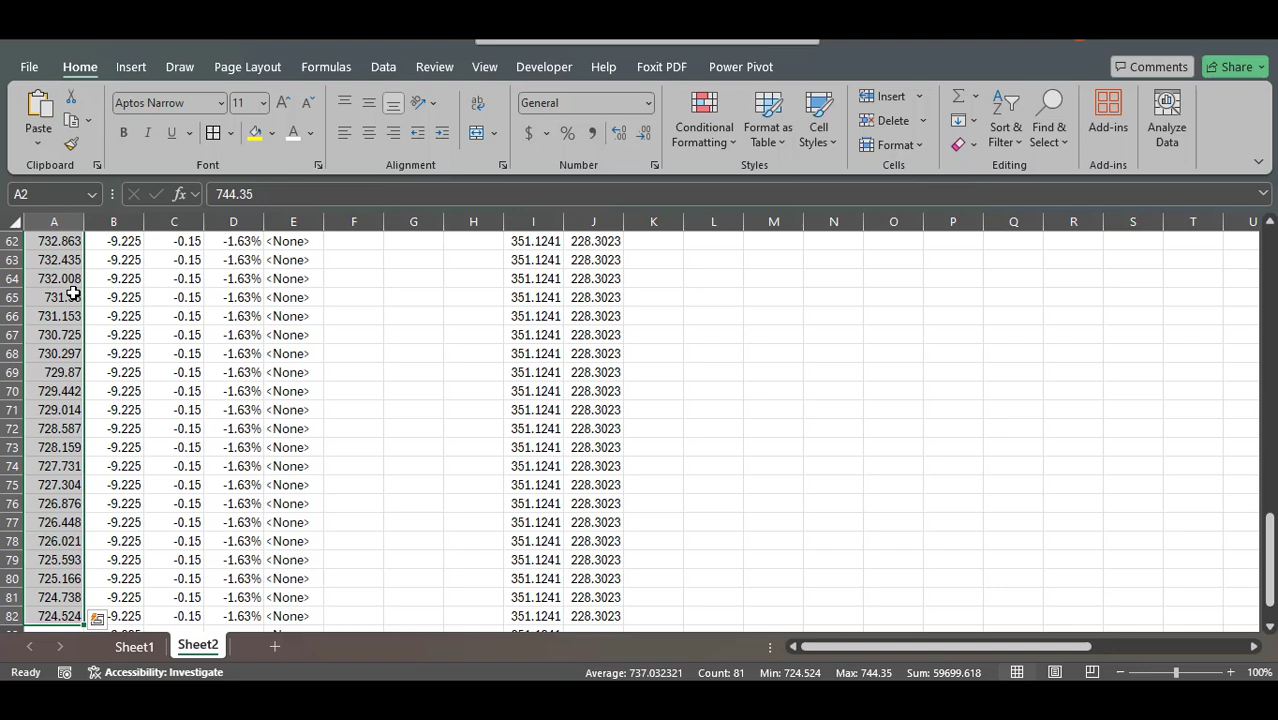 File Home Insert Draw Page Layout Formulas Data Review View Developer Help Foxit PDF Power Pivot Comments Share
Paste
Clipboard
Aptos Narrow 11
B I U
Font
Alignment
General
$ % 9
Number
Conditional Formatting
Format as Table
Cell Styles
Styles
Insert
Delete
Format
Cells
Sort & Filter
Find & Select
Editing
Add-ins
Add-ins
Analyze Data
A2 fx 744.35
A B C D E F G H I J K L M N O P Q R S T U
62 732.863 -9.225 -0.15 -1.63% <None> 351.1241 228.3023
63 732.435 -9.225 -0.15 -1.63% <None> 351.1241 228.3023
64 732.008 -9.225 -0.15 -1.63% <None> 351.1241 228.3023
65 -9.225 -0.15 -1.63% <None> 351.1241 228.3023
66 731.153 -9.225 -0.15 -1.63% <None> 351.1241 228.3023
67 730.725 -9.225 -0.15 -1.63% <None> 351.1241 228.3023
68 730.297 -9.225 -0.15 -1.63% <None> 351.1241 228.3023
69 729.87 -9.225 -0.15 -1.63% <None> 351.1241 228.3023
70 729.442 -9.225 -0.15 -1.63% <None> 351.1241 228.3023
71 729.014 -9.225 -0.15 -1.63% <None> 351.1241 228.3023
72 728.587 -9.225 -0.15 -1.63% <None> 351.1241 228.3023
73 728.159 -9.225 -0.15 -1.63% <None> 351.1241 228.3023
74 727.731 -9.225 -0.15 -1.63% <None> 351.1241 228.3023
75 727.304 -9.225 -0.15 -1.63% <None> 351.1241 228.3023
76 726.876 -9.225 -0.15 -1.63% <None> 351.1241 228.3023
77 726.448 -9.225 -0.15 -1.63% <None> 351.1241 228.3023
78 726.021 -9.225 -0.15 -1.63% <None> 351.1241 228.3023
79 725.593 -9.225 -0.15 -1.63% <None> 351.1241 228.3023
80 725.166 -9.225 -0.15 -1.63% <None> 351.1241 228.3023
81 724.738 -9.225 -0.15 -1.63% <None> 351.1241 228.3023
82 724.524 -9.225 -0.15 -1.63% <None> 351.1241 228.3023
Sheet1 Sheet2
Ready Accessibility: Investigate Average: 737.032321 Count: 81 Min: 724.524 Max: 744.35 Sum: 59699.618 100%